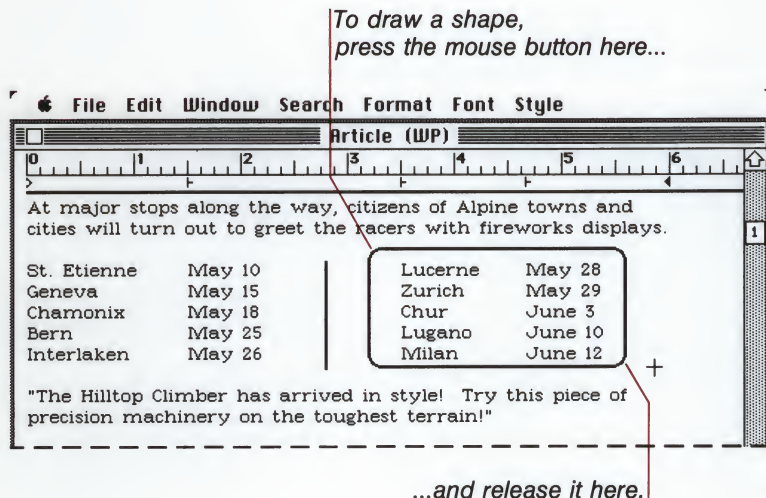 To draw a shape,
press the mouse button here...
File Edit Window Search Format Font Style
Article (WP)
0 1 2 3 4 5 6
At major stops along the way, citizens of Alpine towns and
cities will turn out to greet the racers with fireworks displays.
1
St. Etienne May 10 Lucerne May 28
Geneva May 15 Zurich May 29
Chamonix May 18 Chur June 3
Bern May 25 Lugano June 10
Interlaken May 26 Milan June 12
"The Hilltop Climber has arrived in style! Try this piece of
precision machinery on the toughest terrain!"
...and release it here.